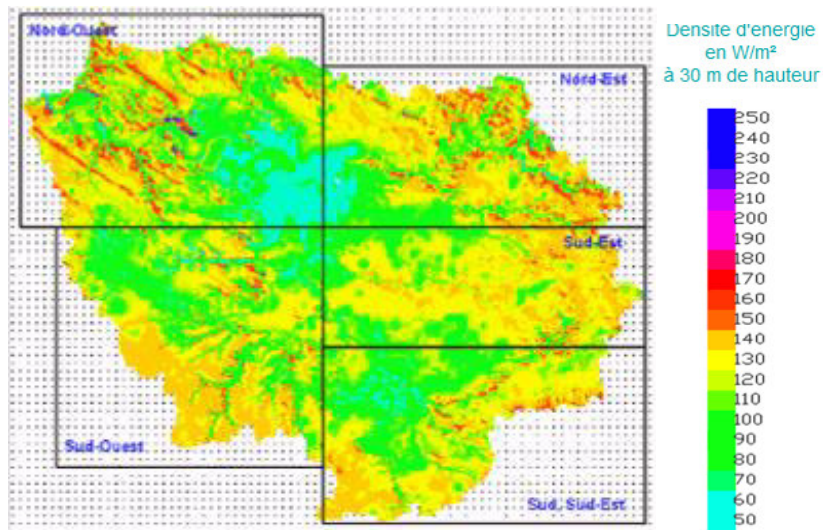 Nord-Ouest
Densité d'energie
en W/m²
à 30 m de hauteur
Nord-Est
250
240
230
220
210
200
190
180
170
160
150
140
130
120
110
100
90
80
70
60
50
Sud-Est
Sud-Ouest
Sud, Sud-Est